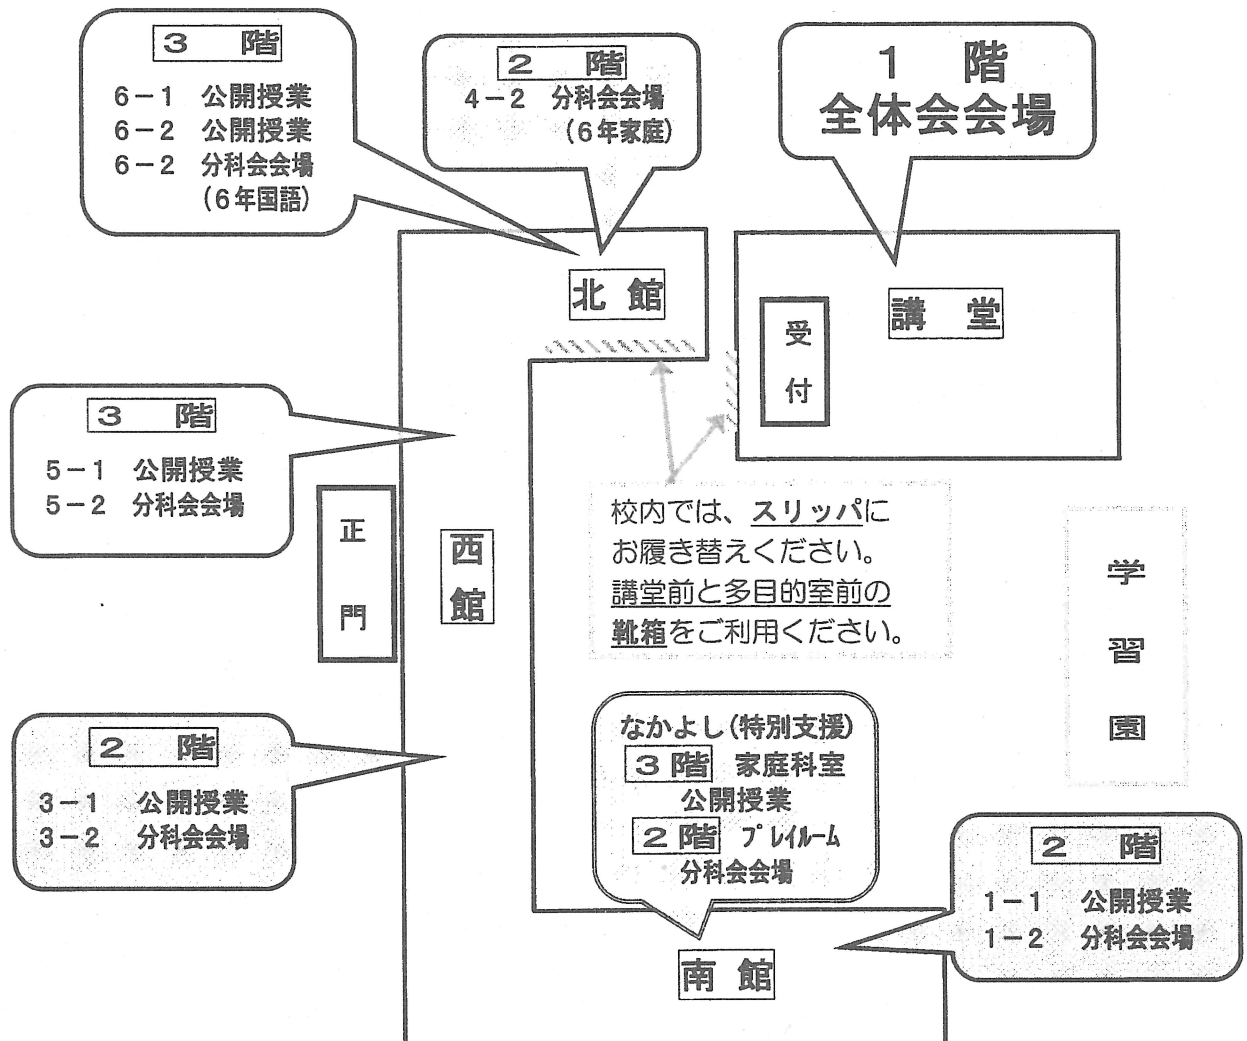 3 階
6－1 公開授業
6－2 公開授業
6－2 分科会会場
(6年国語)
2 階
4－2 分科会会場
(6年家庭)
1 階
全体会会場
北 館
講 堂
受
付
3 階
5－1 公開授業
5－2 分科会会場
正
門
西
館
校内では、スリッパに
お履き替えください。
講堂前と多目的室前の
靴箱をご利用ください。
学
習
園
2 階
3－1 公開授業
3－2 分科会会場
なかよし(特別支援)
3 階 家庭科室
公開授業
2 階 プレイルーム
分科会会場
2 階
1－1 公開授業
1－2 分科会会場
南 館